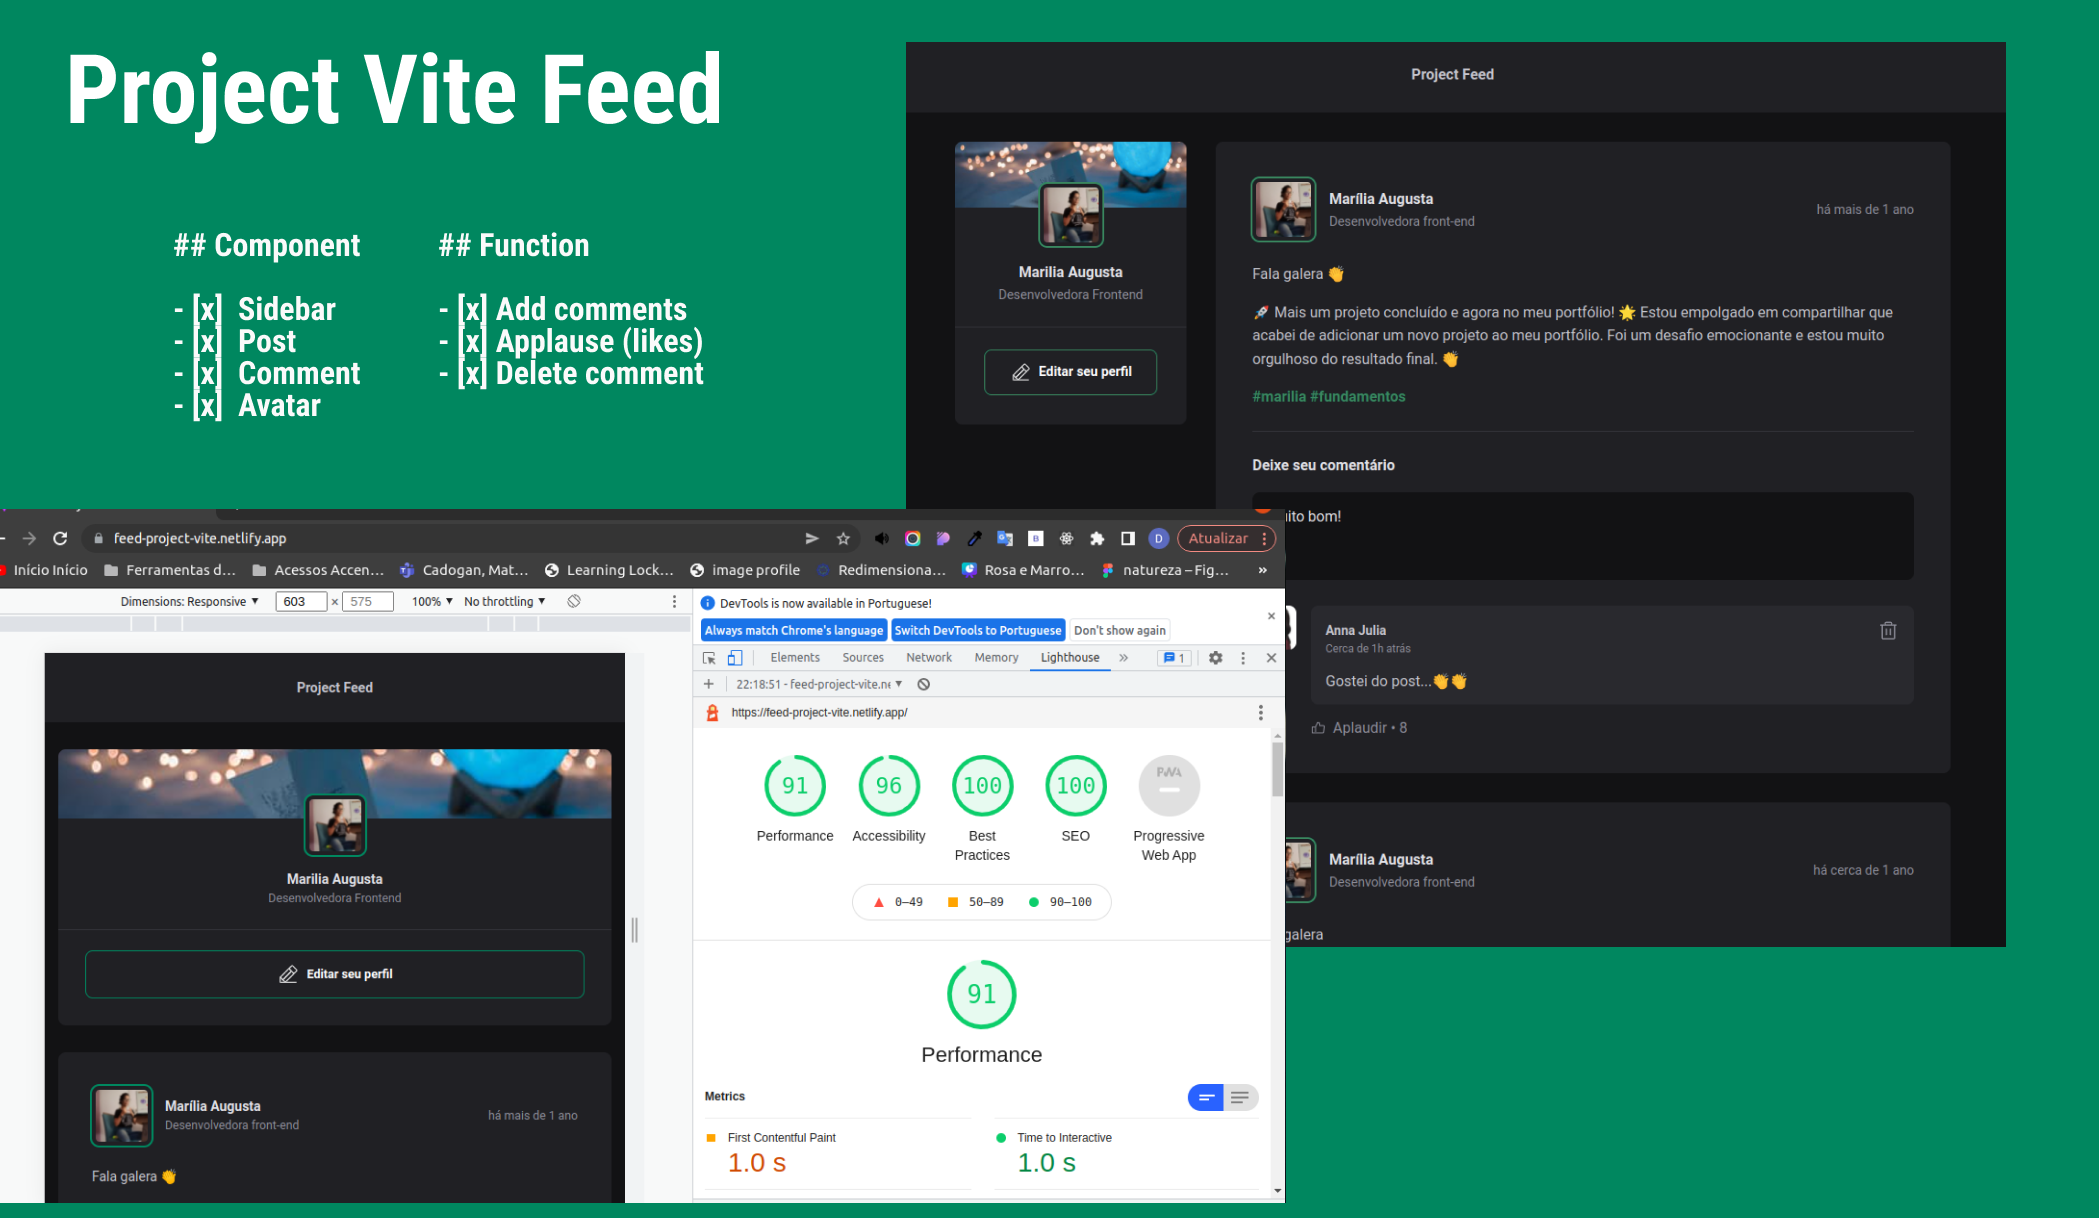 Project Vite Feed
## Component
- [x] Sidebar
- [x] Post
- [x] Comment
- [x] Avatar
## Function
- [x] Add comments
- [x] Applause (likes)
- [x] Delete comment
Project Feed
Marilia Augusta
Desenvolvedora Frontend
Editar seu perfil
Marília Augusta
Desenvolvedora front-end
há mais de 1 ano
Fala galera 👏
🚀 Mais um projeto concluído e agora no meu portfólio! 🌟 Estou empolgado em compartilhar que
acabei de adicionar um novo projeto ao meu portfólio. Foi um desafio emocionante e estou muito
orgulhoso do resultado final. 👏
#marilia #fundamentos
Deixe seu comentário
ito bom!
Anna Julia
Cerca de 1h atrás
Gostei do post...👏👏
Aplaudir • 8
Marília Augusta
Desenvolvedora front-end
há cerca de 1 ano
galera
feed-project-vite.netlify.app
D
Atualizar
Início Início
Ferramentas d...
Acessos Accen...
Cadogan, Mat...
Learning Lock...
image profile
Redimensiona...
Rosa e Marro...
natureza – Fig...
»
Dimensions: Responsive
603 × 575
100%
No throttling
DevTools is now available in Portuguese!
Always match Chrome's language
Switch DevTools to Portuguese
Don't show again
Elements
Sources
Network
Memory
Lighthouse
»
1
22:18:51 - feed-project-vite.ne
https://feed-project-vite.netlify.app/
91
Performance
96
Accessibility
100
Best
Practices
100
SEO
PWA
Progressive
Web App
0–49
50–89
90–100
91
Performance
Metrics
First Contentful Paint
1.0 s
Time to Interactive
1.0 s
Project Feed
Marilia Augusta
Desenvolvedora Frontend
Editar seu perfil
Marília Augusta
Desenvolvedora front-end
há mais de 1 ano
Fala galera 👏